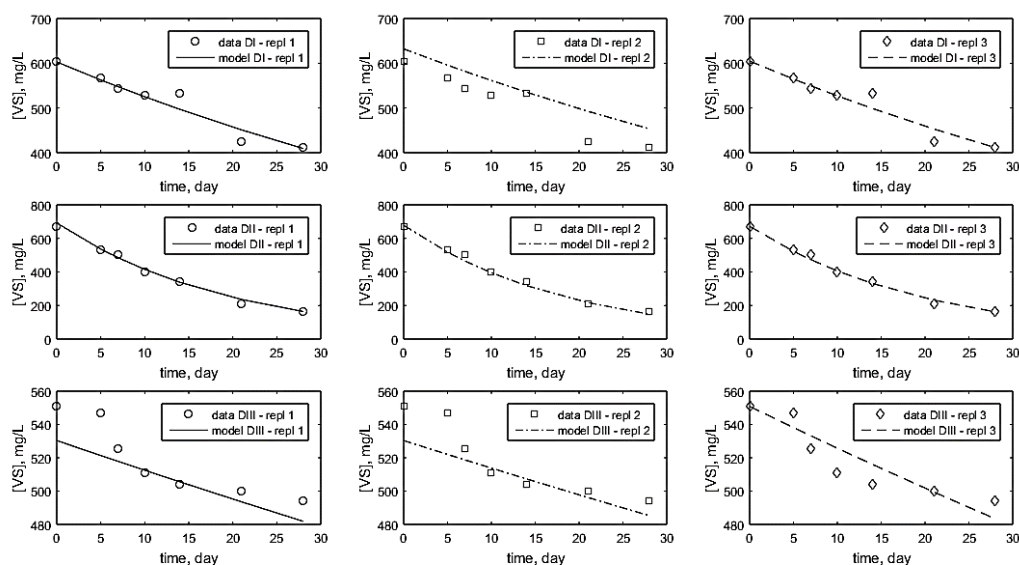 700
600
500
400
[VS], mg/L
data DI - repl 1
model DI - repl 1
0 5 10 15 20 25 30
time, day
700
600
500
400
[VS], mg/L
data DI - repl 2
model DI - repl 2
0 5 10 15 20 25 30
time, day
700
600
500
400
[VS], mg/L
data DI - repl 3
model DI - repl 3
0 5 10 15 20 25 30
time, day
800
600
400
200
0
[VS], mg/L
data DII - repl 1
model DII - repl 1
0 5 10 15 20 25 30
time, day
800
600
400
200
0
[VS], mg/L
data DII - repl 2
model DII - repl 2
0 5 10 15 20 25 30
time, day
800
600
400
200
0
[VS], mg/L
data DII - repl 3
model DII - repl 3
0 5 10 15 20 25 30
time, day
560
540
520
500
480
[VS], mg/L
data DIII - repl 1
model DIII - repl 1
0 5 10 15 20 25 30
time, day
560
540
520
500
480
[VS], mg/L
data DIII - repl 2
model DIII - repl 2
0 5 10 15 20 25 30
time, day
560
540
520
500
480
[VS], mg/L
data DIII - repl 3
model DIII - repl 3
0 5 10 15 20 25 30
time, day